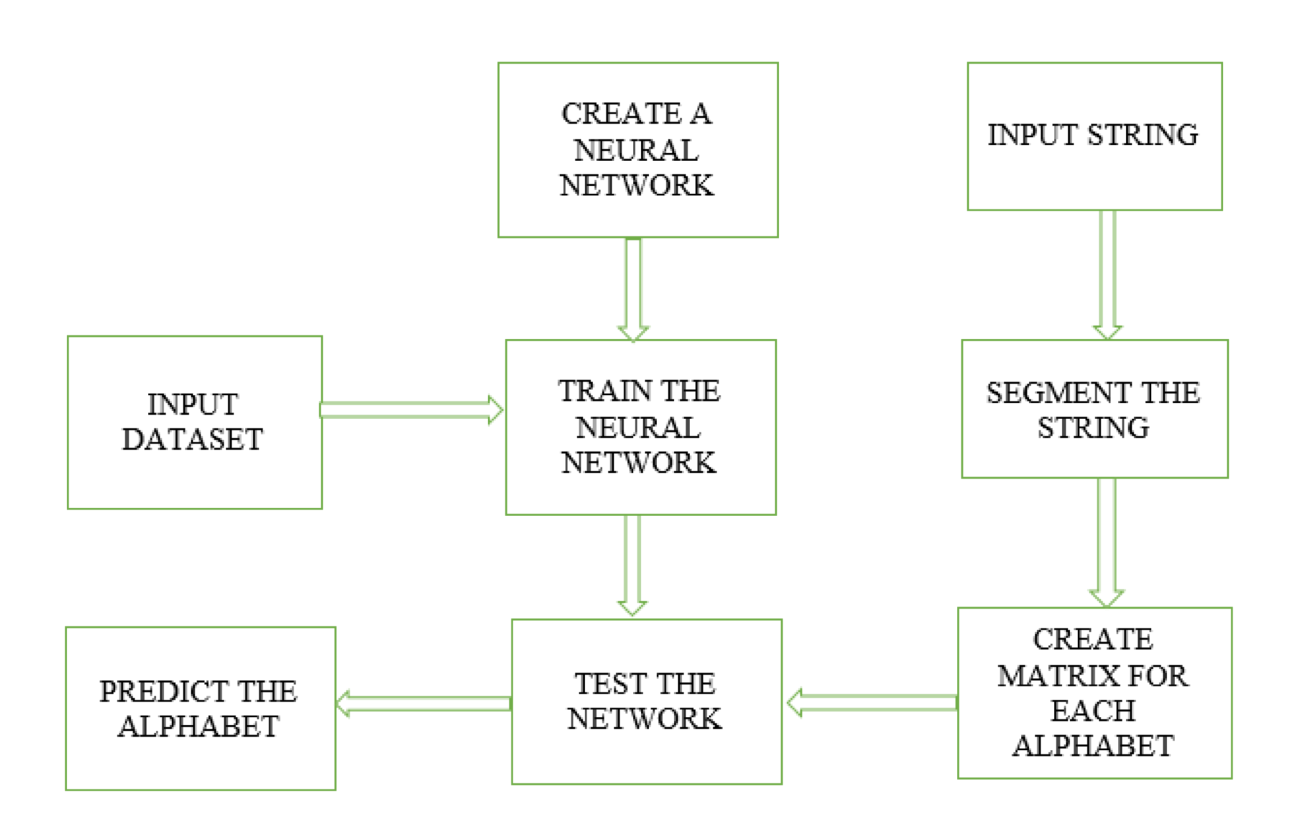 CREATE A
NEURAL
NETWORK
INPUT STRING
INPUT
DATASET
TRAIN THE
NEURAL
NETWORK
SEGMENT THE
STRING
PREDICT THE
ALPHABET
TEST THE
NETWORK
CREATE
MATRIX FOR
EACH
ALPHABET